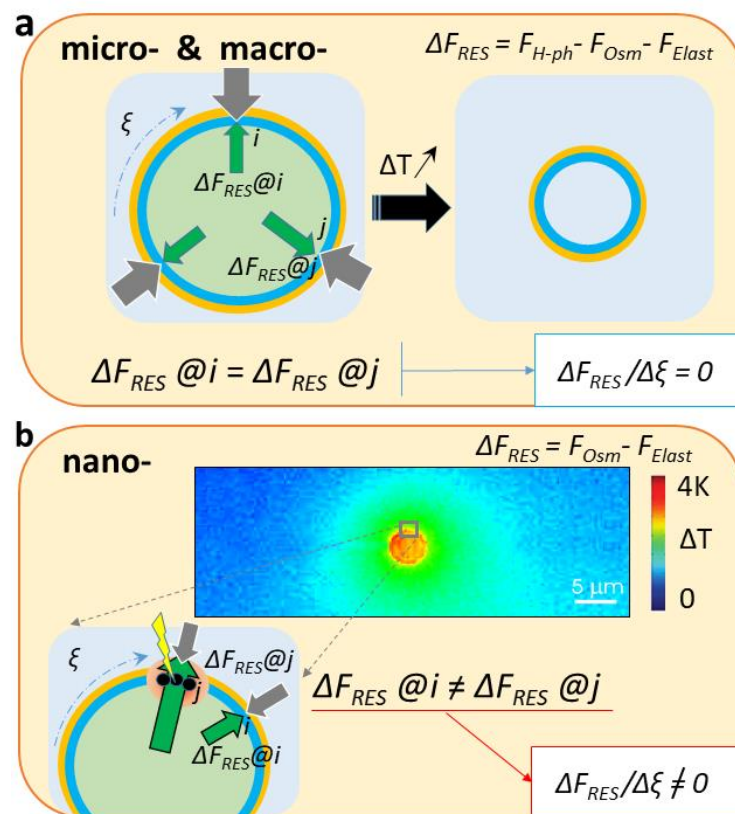 a
micro- & macro-
ΔF_RES = F_H-ph - F_Osm - F_Elast
ξ
i
ΔF_RES@i
j
ΔF_RES@j
ΔT
ΔF_RES @i = ΔF_RES @j
ΔF_RES/Δξ = 0
b
nano-
ΔF_RES = F_Osm - F_Elast
4K
ΔT
0
5 μm
ξ
ΔF_RES@j
j
i
ΔF_RES@i
ΔF_RES @i ≠ ΔF_RES @j
ΔF_RES/Δξ ≠ 0